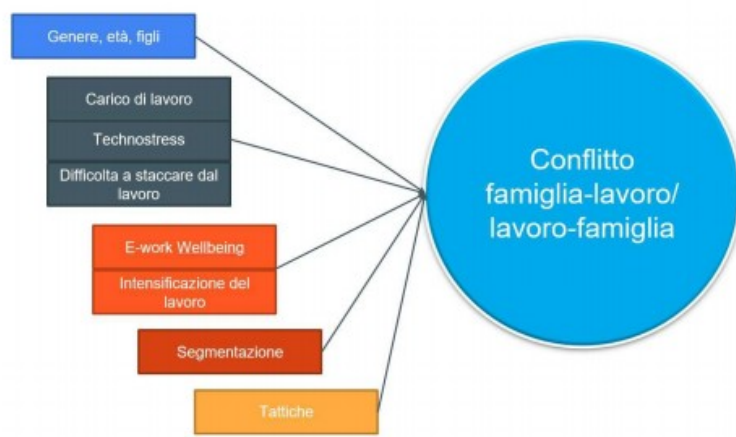 Genere, età, figli
Carico di lavoro
Technostress
Difficolta a staccare dal
lavoro
E-work Wellbeing
Intensificazione del
lavoro
Segmentazione
Tattiche
Conflitto
famiglia-lavoro/
lavoro-famiglia